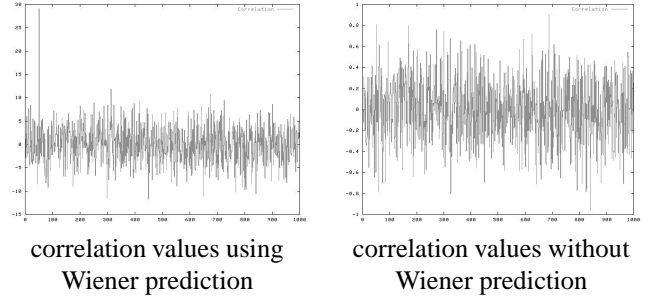 Correlation
30
25
20
15
10
5
0
-5
-10
-15
0 100 200 300 400 500 600 700 800 900 1000
Correlation
1
0.8
0.6
0.4
0.2
0
-0.2
-0.4
-0.6
-0.8
-1
0 100 200 300 400 500 600 700 800 900 1000
correlation values using
Wiener prediction
correlation values without
Wiener prediction